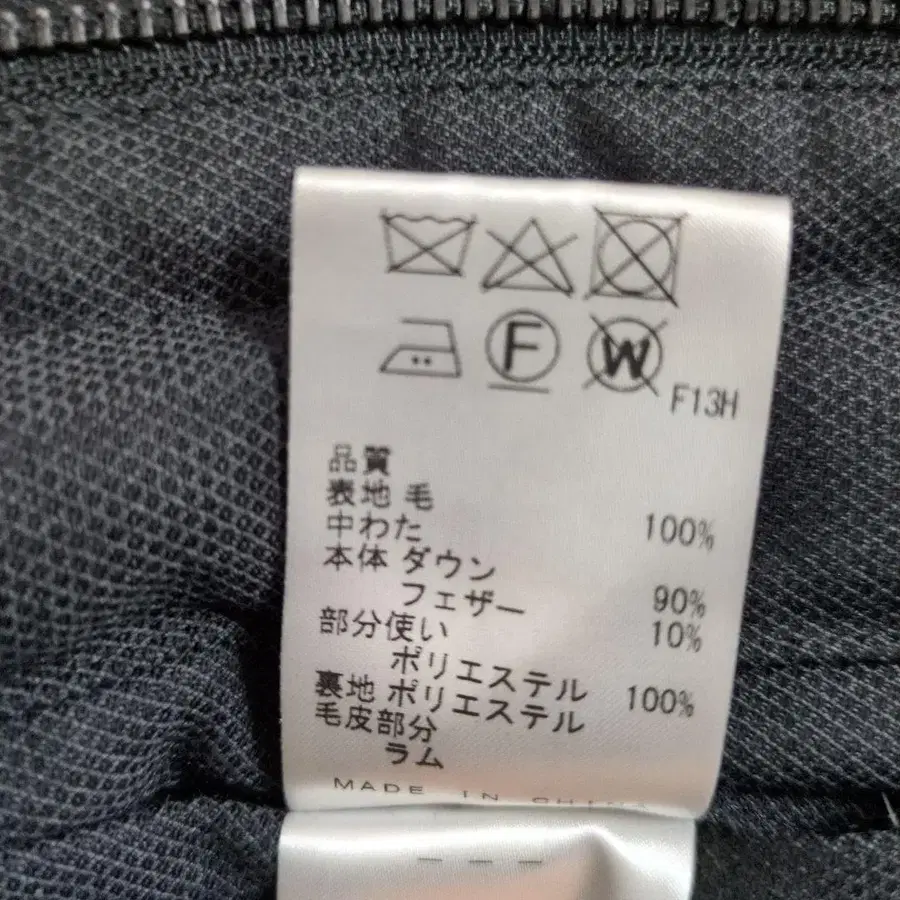 F
W
F13H
品質
表地 毛 100%
中わた
本体 ダウン 90%
フェザー 10%
部分使い
ポリエステル 100%
裏地 ポリエステル
毛皮部分
ラム
MADE IN CHINA